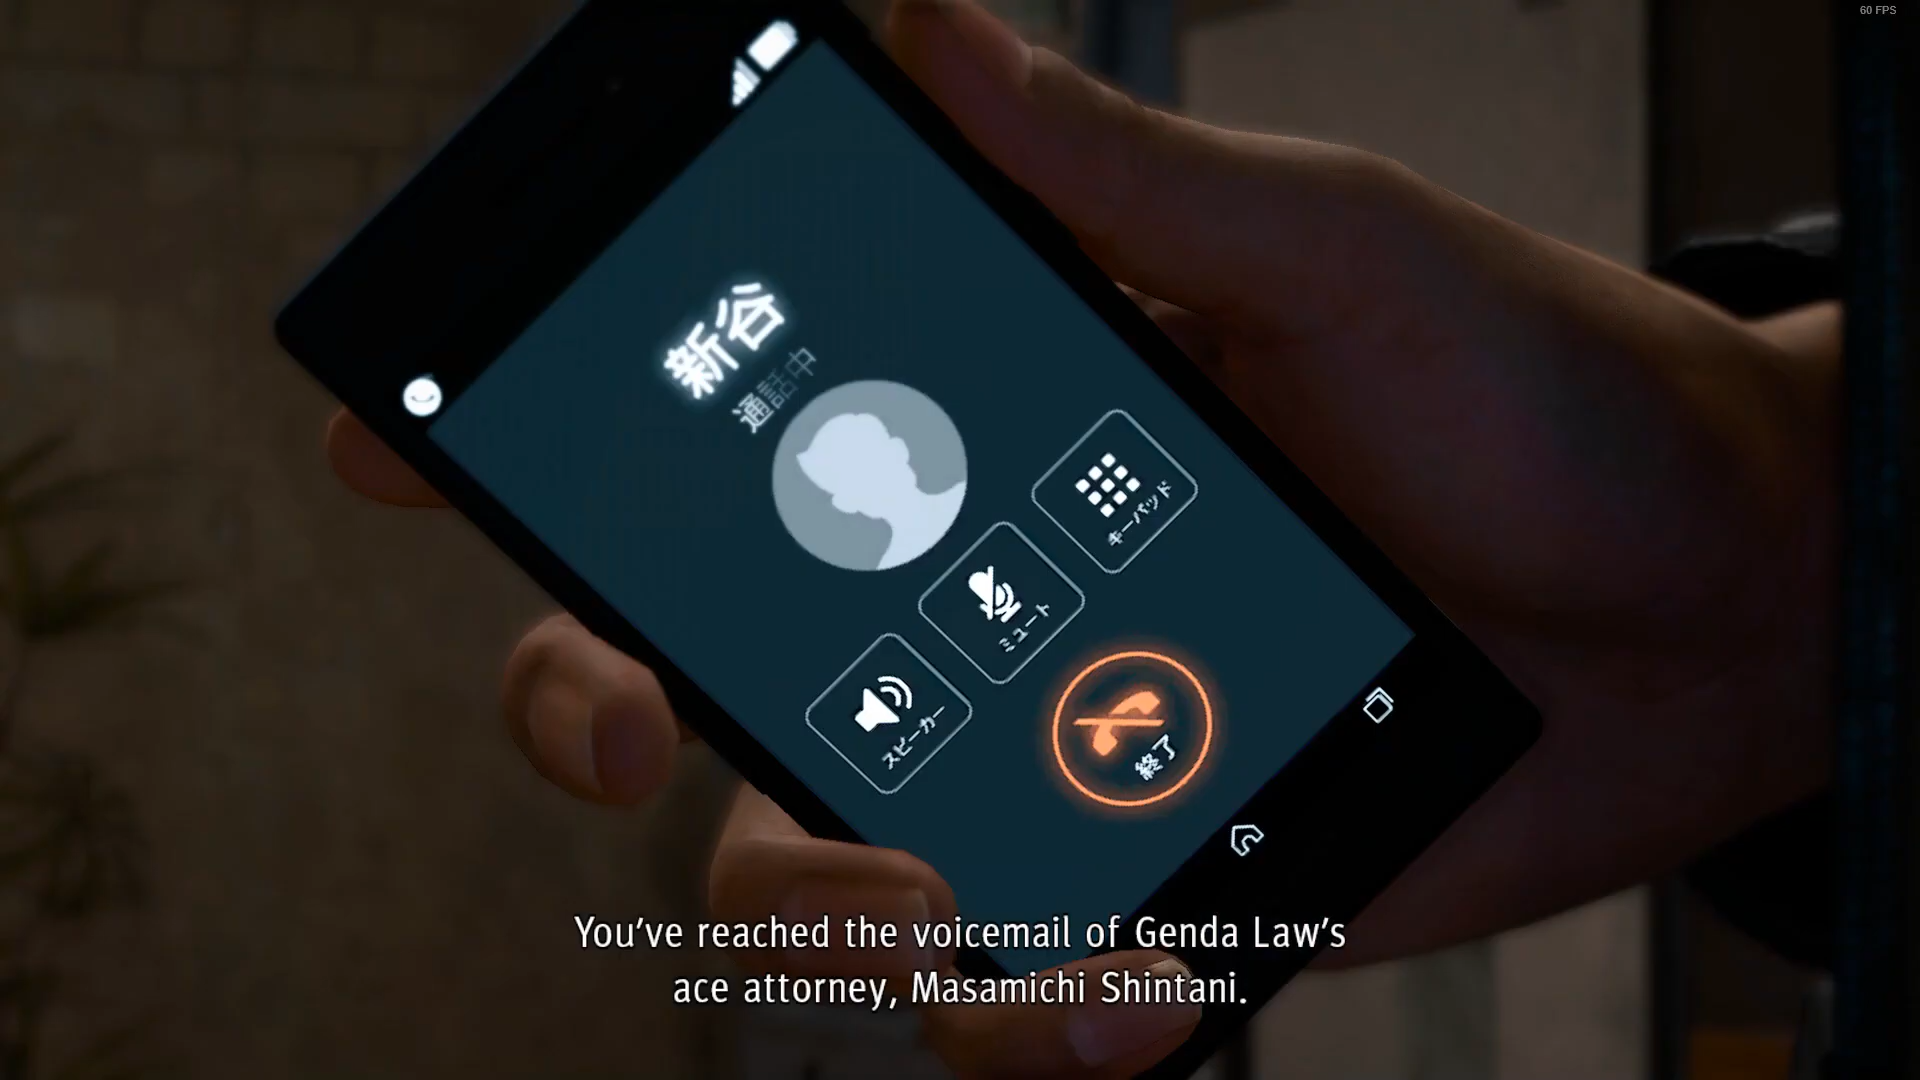 60 FPS
新谷
通話中
キーパッド
ミュート
スピーカー
終了
You've reached the voicemail of Genda Law's
ace attorney, Masamichi Shintani.